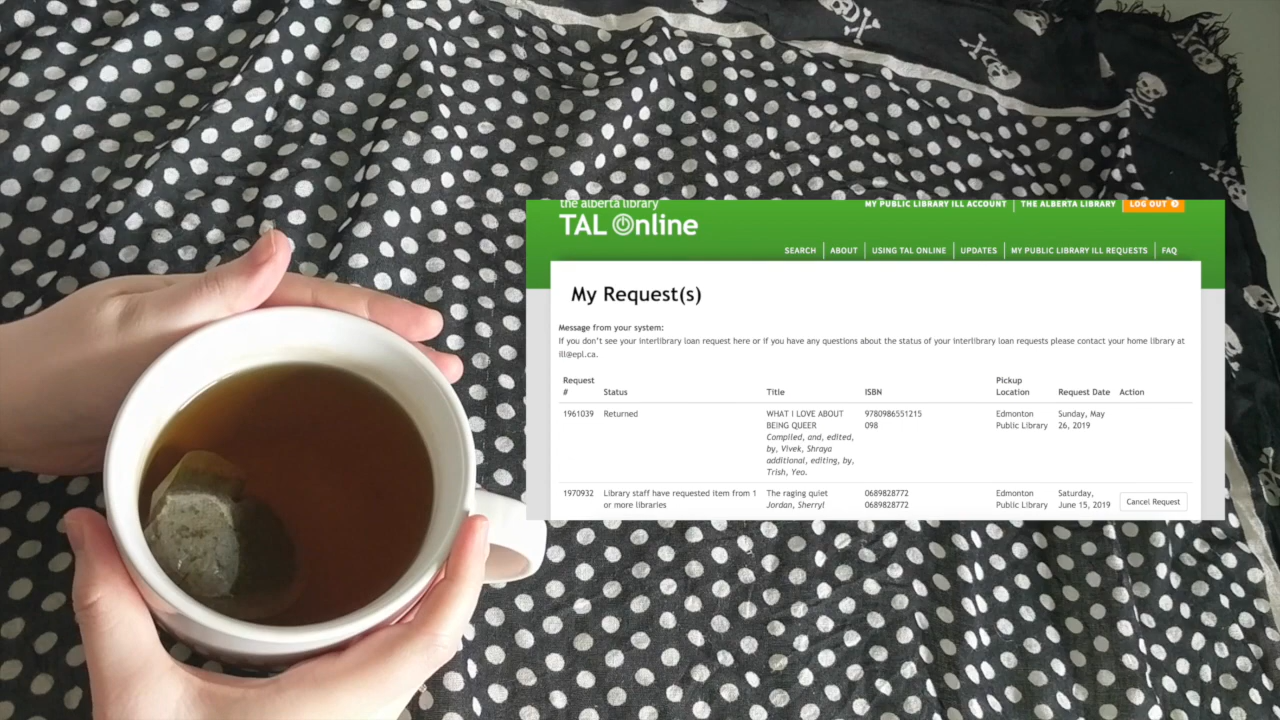 the alberta library
TAL Online
MY PUBLIC LIBRARY ILL ACCOUNT THE ALBERTA LIBRARY LOG OUT
SEARCH ABOUT USING TAL ONLINE UPDATES MY PUBLIC LIBRARY ILL REQUESTS FAQ
My Request(s)
Message from your system:
If you don't see your interlibrary loan request here or if you have any questions about the status of your interlibrary loan requests please contact your home library at
ill@epl.ca.
Request Pickup
# Status Title ISBN Location Request Date Action
1961039 Returned WHAT I LOVE ABOUT 9780986551215 Edmonton Sunday, May
BEING QUEER 098 Public Library 26, 2019
Compiled, and, edited,
by, Vivek, Shraya
additional, editing, by,
Trish, Yeo.
1970932 Library staff have requested item from 1 The raging quiet 0689828772 Edmonton Saturday, Cancel Request
or more libraries Jordan, Sherryl 0689828772 Public Library June 15, 2019